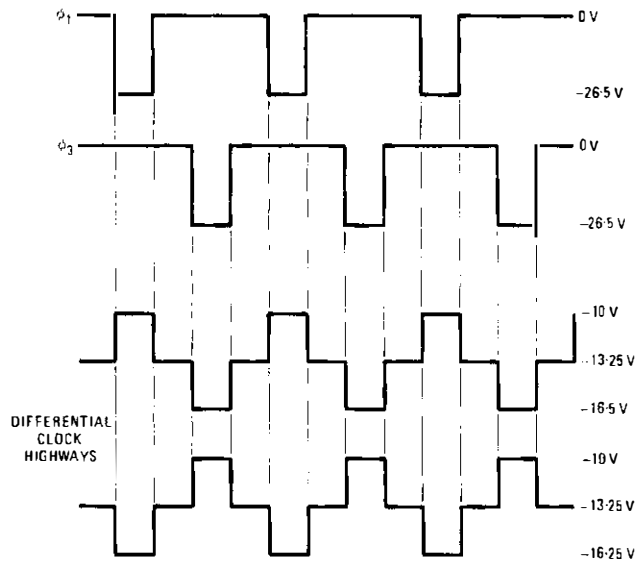 ϕ1
0 V
-26·5 V
ϕ3
0 V
-26·5 V
-10 V
-13·25 V
-16·5 V
DIFFERENTIAL
CLOCK
HIGHWAYS
-10 V
-13·25 V
-16·25 V